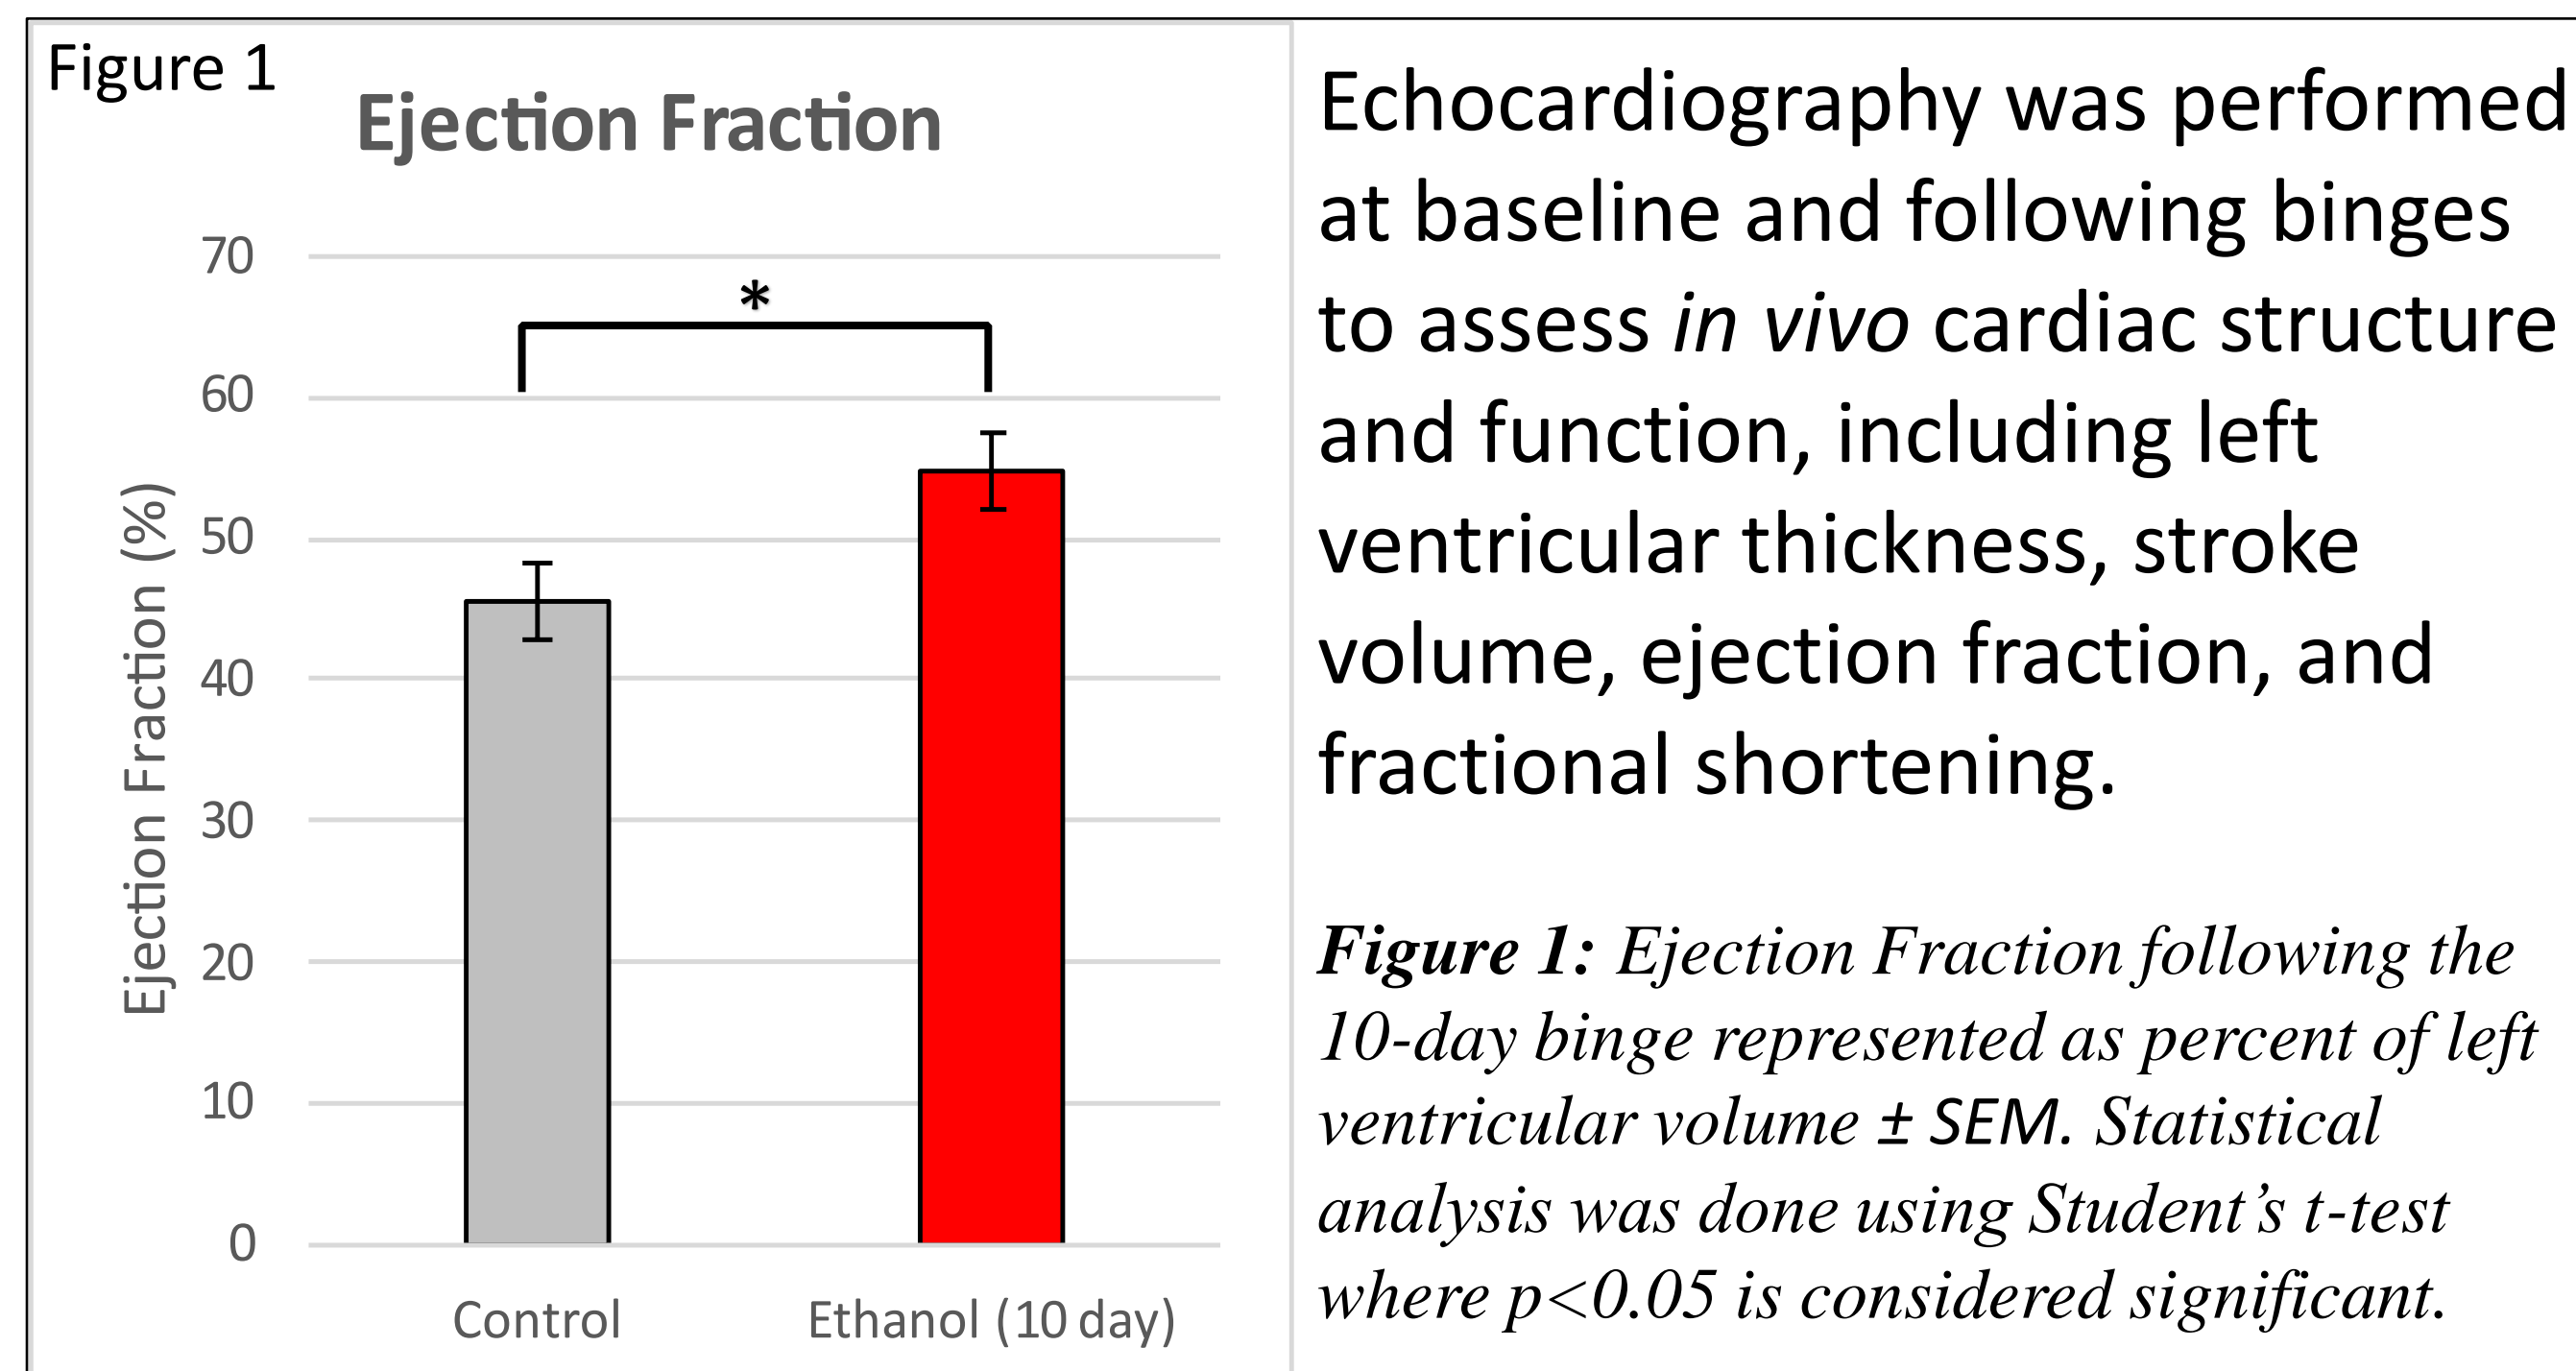 Figure 1
Ejection Fraction
70
60
50
40
30
20
10
0
Ejection Fraction (%)
*
Control
Ethanol (10 day)
Echocardiography was performed
at baseline and following binges
to assess in vivo cardiac structure
and function, including left
ventricular thickness, stroke
volume, ejection fraction, and
fractional shortening.
Figure 1: Ejection Fraction following the
10-day binge represented as percent of left
ventricular volume ± SEM. Statistical
analysis was done using Student’s t-test
where p<0.05 is considered significant.